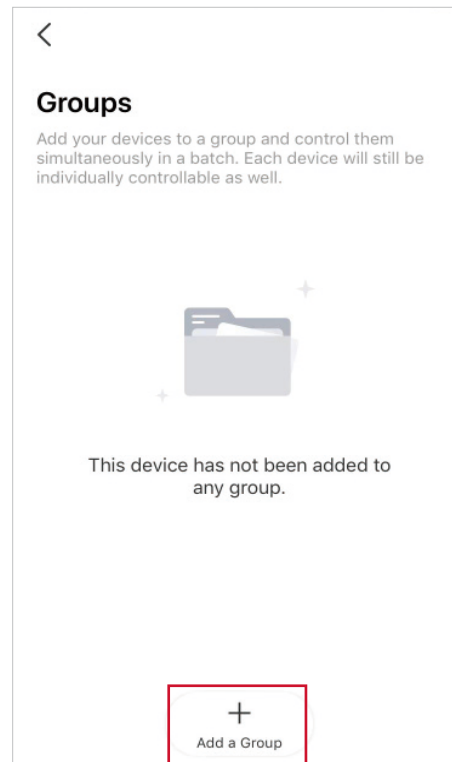 Groups
Add your devices to a group and control them
simultaneously in a batch. Each device will still be
individually controllable as well.
This device has not been added to
any group.
Add a Group